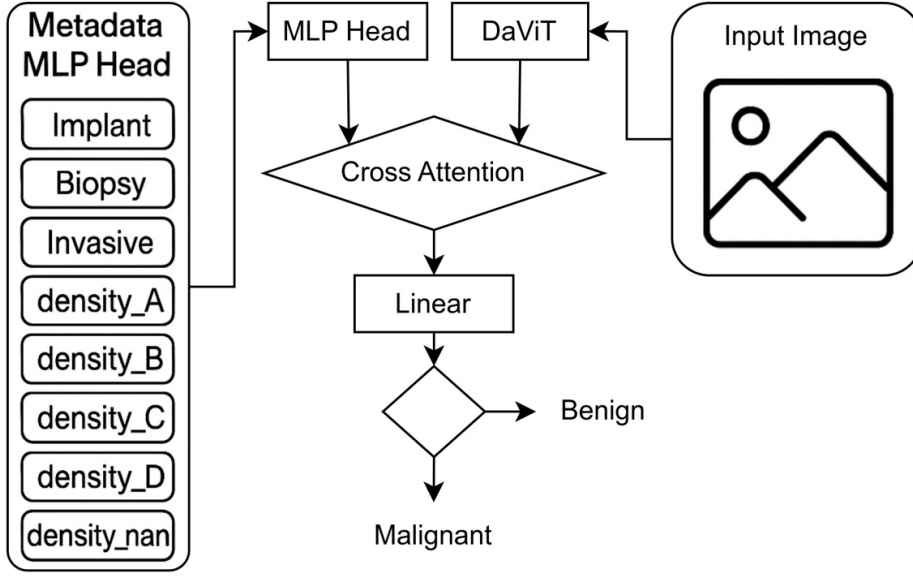 Metadata
MLP Head
Implant
Biopsy
Invasive
density_A
density_B
density_C
density_D
density_nan
MLP Head
DaViT
Input Image
Cross Attention
Linear
Benign
Malignant